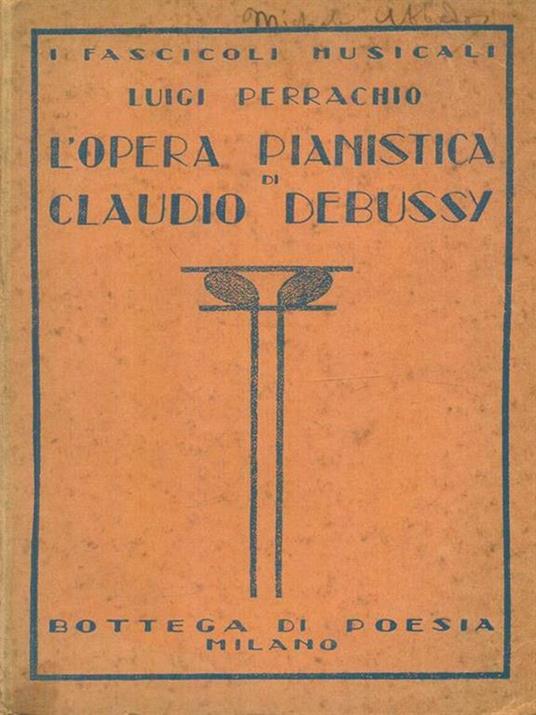 I FASCICOLI MUSICALI
LUIGI PERRACHIO
L'OPERA PIANISTICA
DI
CLAUDIO DEBUSSY
BOTTEGA DI POESIA
MILANO